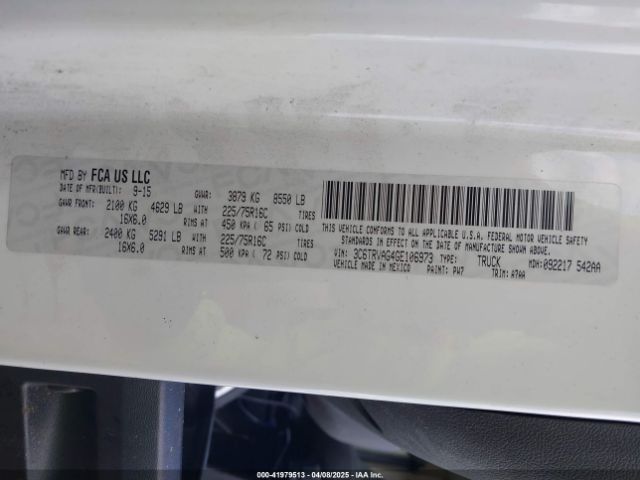 MFD BY FCA US LLC
DATE OF MFR(BUILT): 9-15 GVWR: 3879 KG 8550 LB
GAWR FRONT: 2100 KG 4629 LB WITH 225/75R16C TIRES
16X6.0 RIMS AT 450 KPA ( 65 PSI) COLD
GAWR REAR: 2400 KG 5291 LB WITH 225/75R16C TIRES
16X6.0 RIMS AT 500 KPA ( 72 PSI) COLD
THIS VEHICLE CONFORMS TO ALL APPLICABLE U.S.A. FEDERAL MOTOR VEHICLE SAFETY
STANDARDS IN EFFECT ON THE DATE OF MANUFACTURE SHOWN ABOVE.
VIN: 3C6TRVAG4GE106973 TYPE: TRUCK MDH:092217 542AA
VEHICLE MADE IN MEXICO PAINT: PW7 TRIM: A7AA
000-41979513 - 04/08/2025 - IAAI.COM